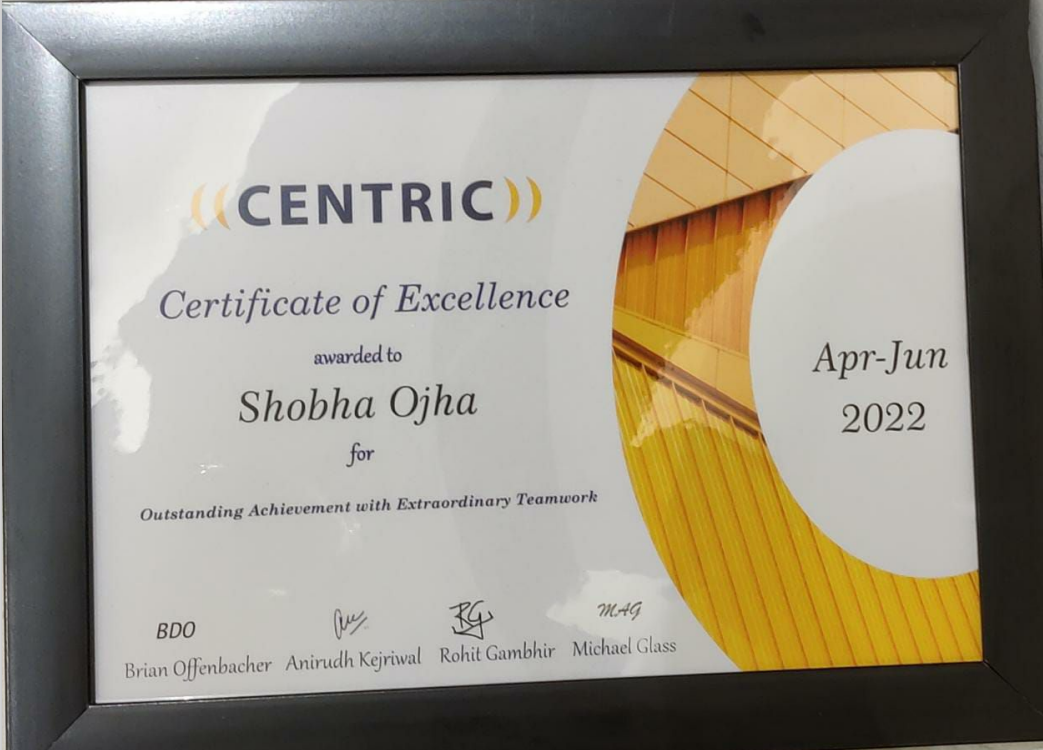 ((CENTRIC))
Certificate of Excellence
awarded to
Shobha Ojha
for
Outstanding Achievement with Extraordinary Teamwork
Apr-Jun
2022
BDO
RG
MAG
Brian Offenbacher Anirudh Kejriwal Rohit Gambhir Michael Glass